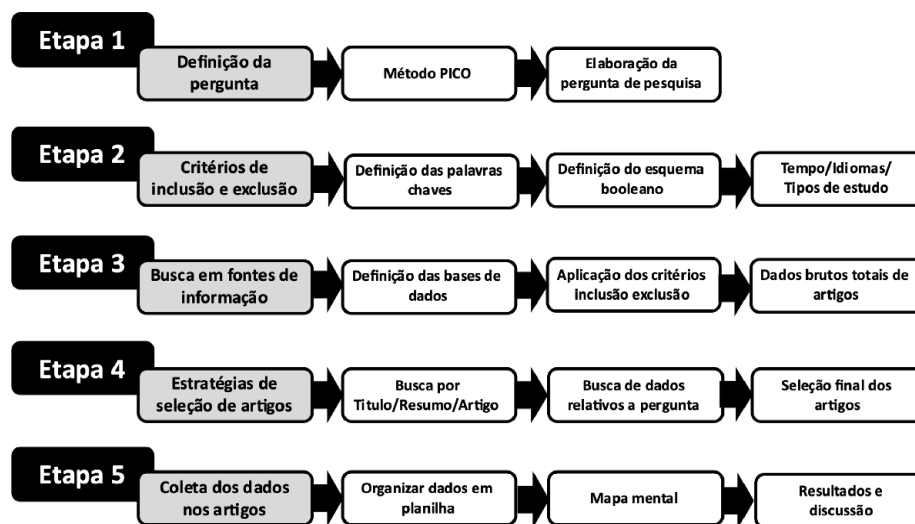 Etapa 1
Definição da
pergunta
Método PICO
Elaboração da
pergunta de pesquisa
Etapa 2
Critérios de
inclusão e exclusão
Definição das palavras
chaves
Definição do esquema
booleano
Tempo/Idiomas/
Tipos de estudo
Etapa 3
Busca em fontes de
informação
Definição das bases de
dados
Aplicação dos critérios
inclusão exclusão
Dados brutos totais de
artigos
Etapa 4
Estratégias de
seleção de artigos
Busca por
Titulo/Resumo/Artigo
Busca de dados
relativos a pergunta
Seleção final dos
artigos
Etapa 5
Coleta dos dados
nos artigos
Organizar dados em
planilha
Mapa mental
Resultados e
discussão